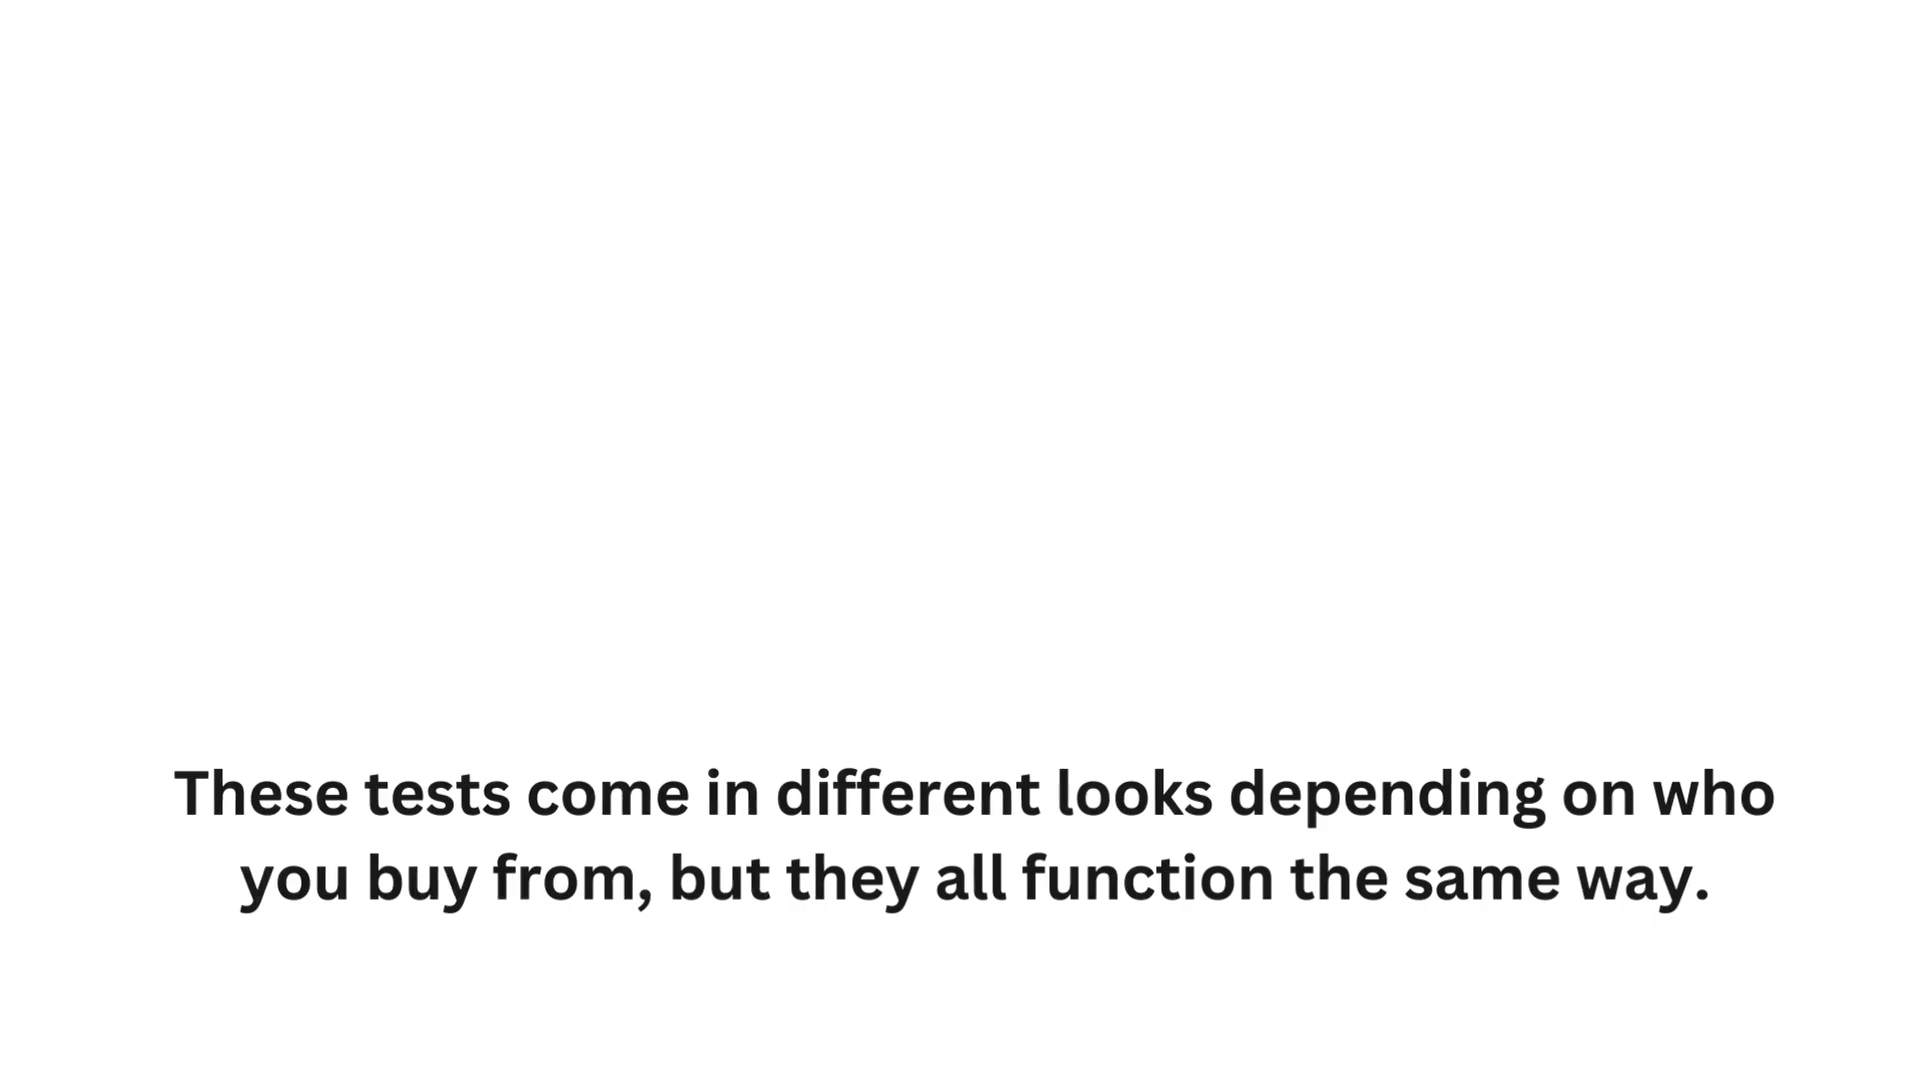 These tests come in different looks depending on who
you buy from, but they all function the same way.